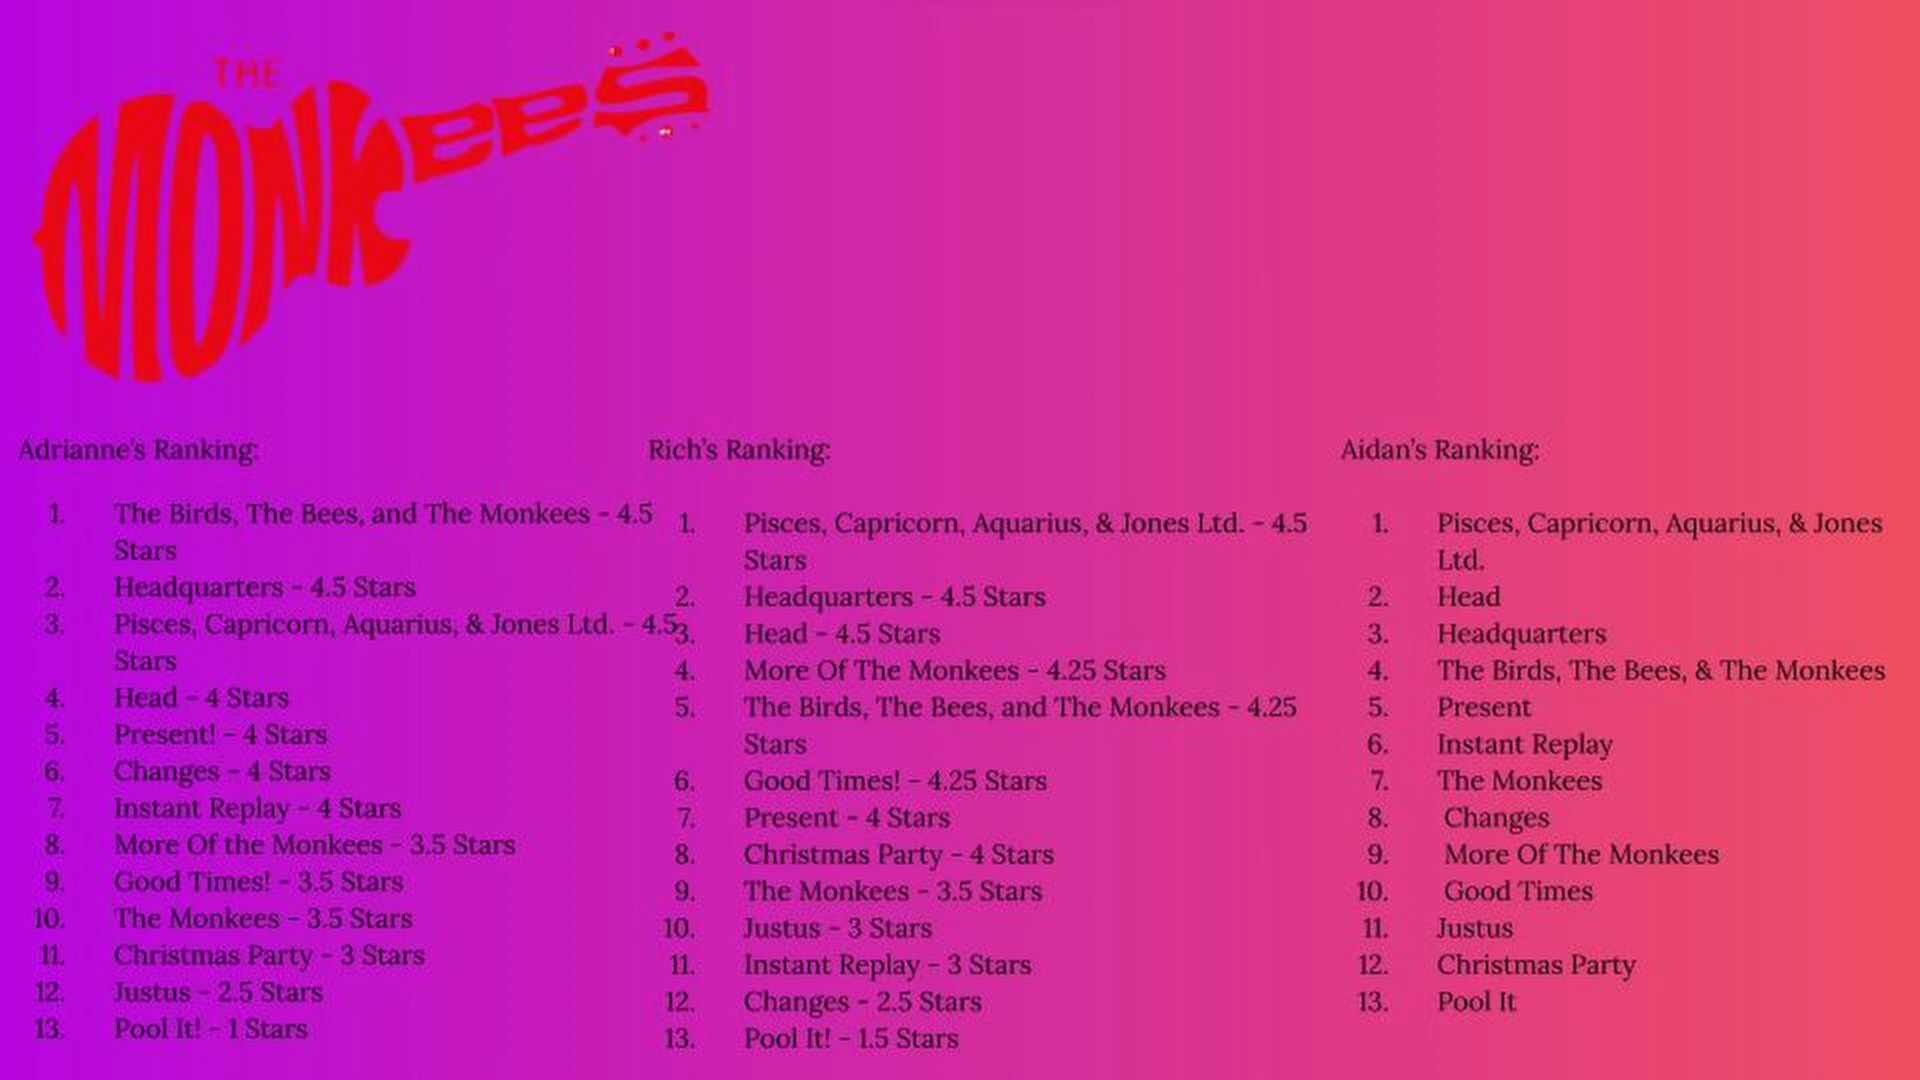 THE
MONKEES
Adrianne's Ranking:
1. The Birds, The Bees, and The Monkees - 4.5
Stars
2. Headquarters - 4.5 Stars
3. Pisces, Capricorn, Aquarius, & Jones Ltd. - 4.5
Stars
4. Head - 4 Stars
5. Present! - 4 Stars
6. Changes - 4 Stars
7. Instant Replay - 4 Stars
8. More Of the Monkees - 3.5 Stars
9. Good Times! - 3.5 Stars
10. The Monkees - 3.5 Stars
11. Christmas Party - 3 Stars
12. Justus - 2.5 Stars
13. Pool It! - 1 Stars
Rich's Ranking:
1. Pisces, Capricorn, Aquarius, & Jones Ltd. - 4.5
Stars
2. Headquarters - 4.5 Stars
3. Head - 4.5 Stars
4. More Of The Monkees - 4.25 Stars
5. The Birds, The Bees, and The Monkees - 4.25
Stars
6. Good Times! - 4.25 Stars
7. Present - 4 Stars
8. Christmas Party - 4 Stars
9. The Monkees - 3.5 Stars
10. Justus - 3 Stars
11. Instant Replay - 3 Stars
12. Changes - 2.5 Stars
13. Pool It! - 1.5 Stars
Aidan's Ranking:
1. Pisces, Capricorn, Aquarius, & Jones
Ltd.
2. Head
3. Headquarters
4. The Birds, The Bees, & The Monkees
5. Present
6. Instant Replay
7. The Monkees
8. Changes
9. More Of The Monkees
10. Good Times
11. Justus
12. Christmas Party
13. Pool It